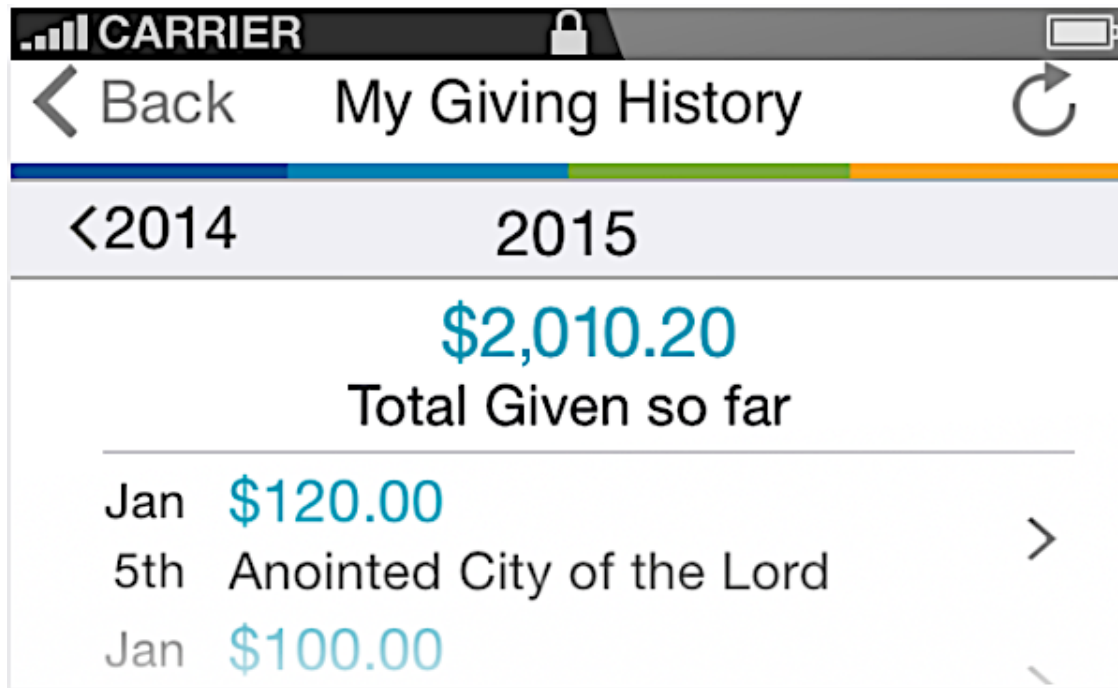 CARRIER
Back My Giving History
<2014 2015
$2,010.20
Total Given so far
Jan $120.00
5th Anointed City of the Lord
Jan $100.00